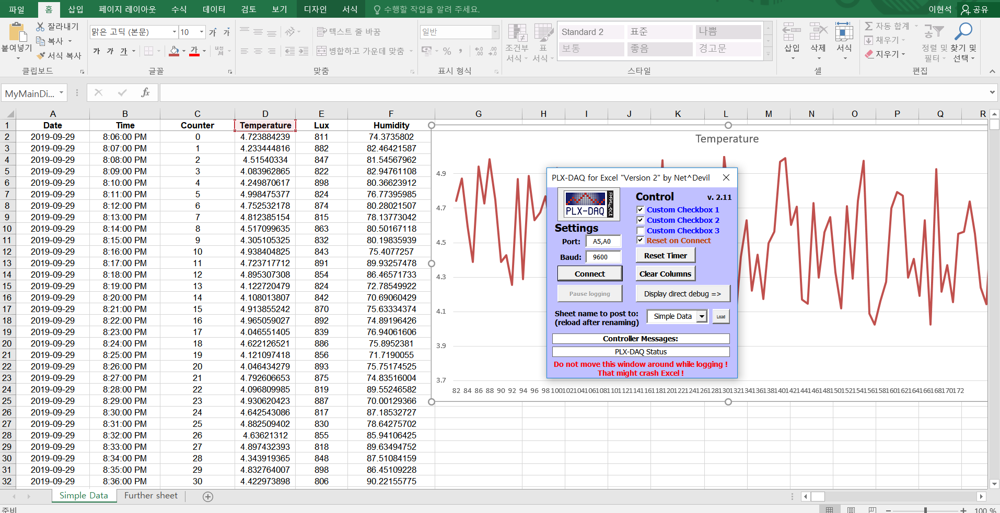 파일 홈 삽입 페이지 레이아웃 수식 데이터 검토 보기 디자인 서식 수행할 작업을 알려 주세요. 이현석 공유
붙여넣기
잘라내기
복사
서식 복사
클립보드
맑은 고딕 (본문) 10 가 가
가 가 가 가 내천 川
글꼴
텍스트 줄 바꿈
병합하고 가운데 맞춤
맞춤
일반
% , ←.0 .00 .00 →.0
표시 형식
조건부 서식
표 서식
Standard 2 표준 나쁨
보통 좋음 경고문
스타일
삽입 삭제 서식
셀
자동 합계
채우기
지우기
정렬 및 필터
찾기 및 선택
편집
MyMainDi... fx
A B C D E F G H I J K L M N O P Q R
1 Date Time Counter Temperature Lux Humidity
2 2019-09-29 8:06:00 PM 0 4.723884239 811 74.3735802
3 2019-09-29 8:07:00 PM 1 4.233444816 882 82.46421587
4 2019-09-29 8:08:00 PM 2 4.51540334 847 81.54567962
5 2019-09-29 8:09:00 PM 3 4.083962865 822 82.94761108
6 2019-09-29 8:10:00 PM 4 4.249870617 898 80.36623912
7 2019-09-29 8:11:00 PM 5 4.998475377 824 76.77395985
8 2019-09-29 8:12:00 PM 6 4.752532178 874 80.28021507
9 2019-09-29 8:13:00 PM 7 4.812385154 815 78.13773042
10 2019-09-29 8:14:00 PM 8 4.517099635 863 80.50167118
11 2019-09-29 8:15:00 PM 9 4.305105325 832 80.19835939
12 2019-09-29 8:16:00 PM 10 4.938404825 843 75.4077257
13 2019-09-29 8:17:00 PM 11 4.723717712 891 89.93257478
14 2019-09-29 8:18:00 PM 12 4.895307308 854 86.46571733
15 2019-09-29 8:19:00 PM 13 4.122720479 824 72.78549922
16 2019-09-29 8:20:00 PM 14 4.108013807 842 70.69060429
17 2019-09-29 8:21:00 PM 15 4.913855242 870 75.63334374
18 2019-09-29 8:22:00 PM 16 4.965059027 892 74.89196426
19 2019-09-29 8:23:00 PM 17 4.046551405 839 76.94061606
20 2019-09-29 8:24:00 PM 18 4.622126521 886 75.8952381
21 2019-09-29 8:25:00 PM 19 4.121097418 856 71.7190055
22 2019-09-29 8:26:00 PM 20 4.046434279 893 75.75174525
23 2019-09-29 8:27:00 PM 21 4.792606653 875 74.83516004
24 2019-09-29 8:28:00 PM 22 4.096809985 819 89.55246582
25 2019-09-29 8:29:00 PM 23 4.930620423 887 70.00129366
26 2019-09-29 8:30:00 PM 24 4.642543086 817 87.18532727
27 2019-09-29 8:31:00 PM 25 4.882509402 830 78.64275702
28 2019-09-29 8:32:00 PM 26 4.63621312 855 85.94106425
29 2019-09-29 8:33:00 PM 27 4.897432393 818 89.63494752
30 2019-09-29 8:34:00 PM 28 4.343919365 848 87.51084159
31 2019-09-29 8:35:00 PM 29 4.832764007 898 86.45109228
32 2019-09-29 8:36:00 PM 30 4.422973898 806 90.22155775
Temperature
4.9
4.7
4.5
4.3
4.1
3.9
3.7
82 84 86 88 90 92 94 96 98 100102104106108110112114116118120122124126128130132134136138140142144146148150152154156158160162164166168170172
PLX-DAQ for Excel "Version 2" by Net^Devil
PLX-DAQ PARALLAX
Control v. 2.11
Custom Checkbox 1
Custom Checkbox 2
Custom Checkbox 3
Reset on Connect
Settings
Port: A5,A0
Baud: 9600
Reset Timer
Connect Clear Columns
Pause logging Display direct debug =>
Sheet name to post to:
(reload after renaming)
Simple Data Load
Controller Messages:
PLX-DAQ Status
Do not move this window around while logging !
That might crash Excel !
Simple Data Further sheet
준비 100 %